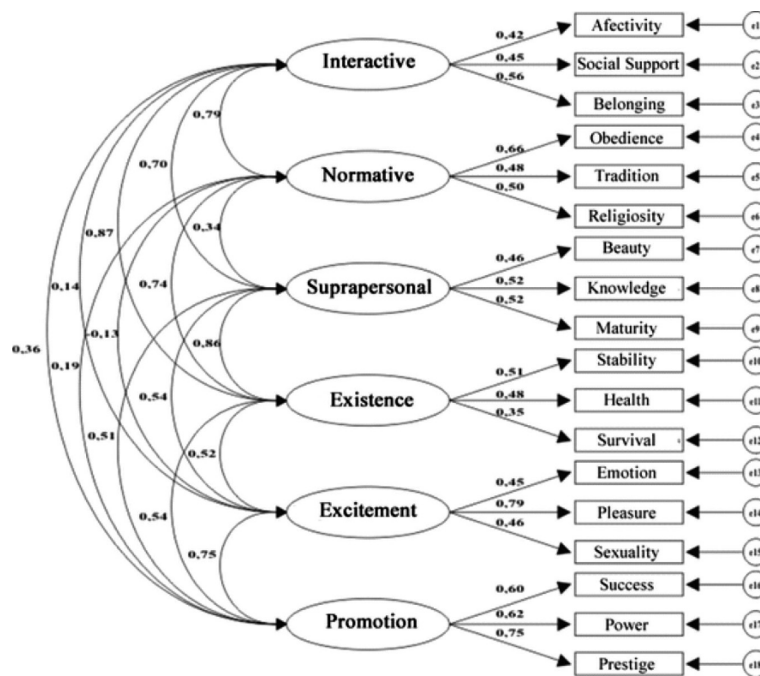 0,42
Afectivity
e1
Interactive
0,45
Social Support
e2
0,56
Belonging
e3
0,79
0,66
Obedience
e4
0,70
Normative
0,48
Tradition
e5
0,50
Religiosity
e6
0,87
0,34
0,46
Beauty
e7
0,14
0,74
Suprapersonal
0,52
Knowledge
e8
-0,13
0,52
Maturity
e9
0,36
0,19
0,86
0,51
Stability
e10
0,54
Existence
0,48
Health
e11
0,51
0,35
Survival
e12
0,52
0,45
Emotion
e13
0,54
Excitement
0,79
Pleasure
e14
0,75
0,46
Sexuality
e15
0,60
Success
e16
Promotion
0,62
Power
e17
0,75
Prestige
e18